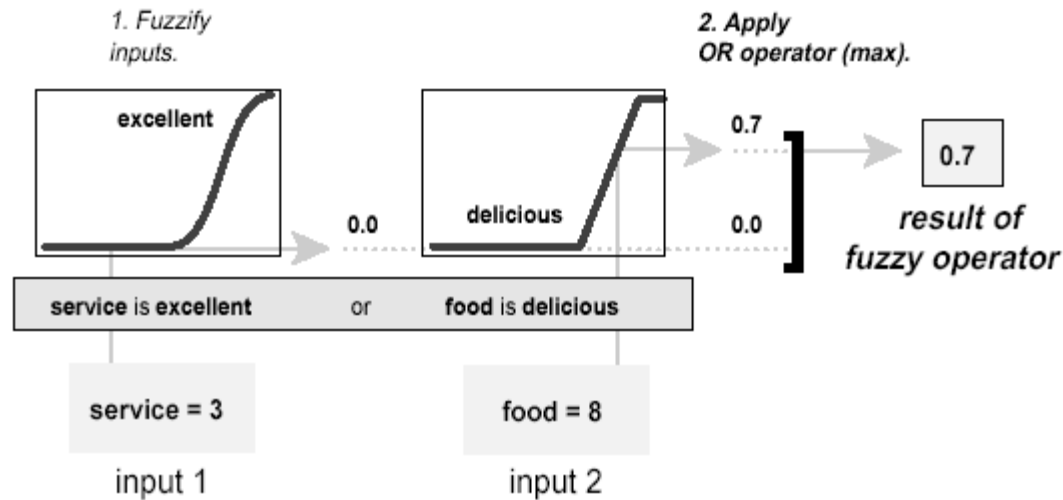 1. Fuzzify
inputs.
2. Apply
OR operator (max).
excellent
0.0
delicious
0.7
0.0
0.7
result of
fuzzy operator
service is excellent or food is delicious
service = 3
food = 8
input 1
input 2